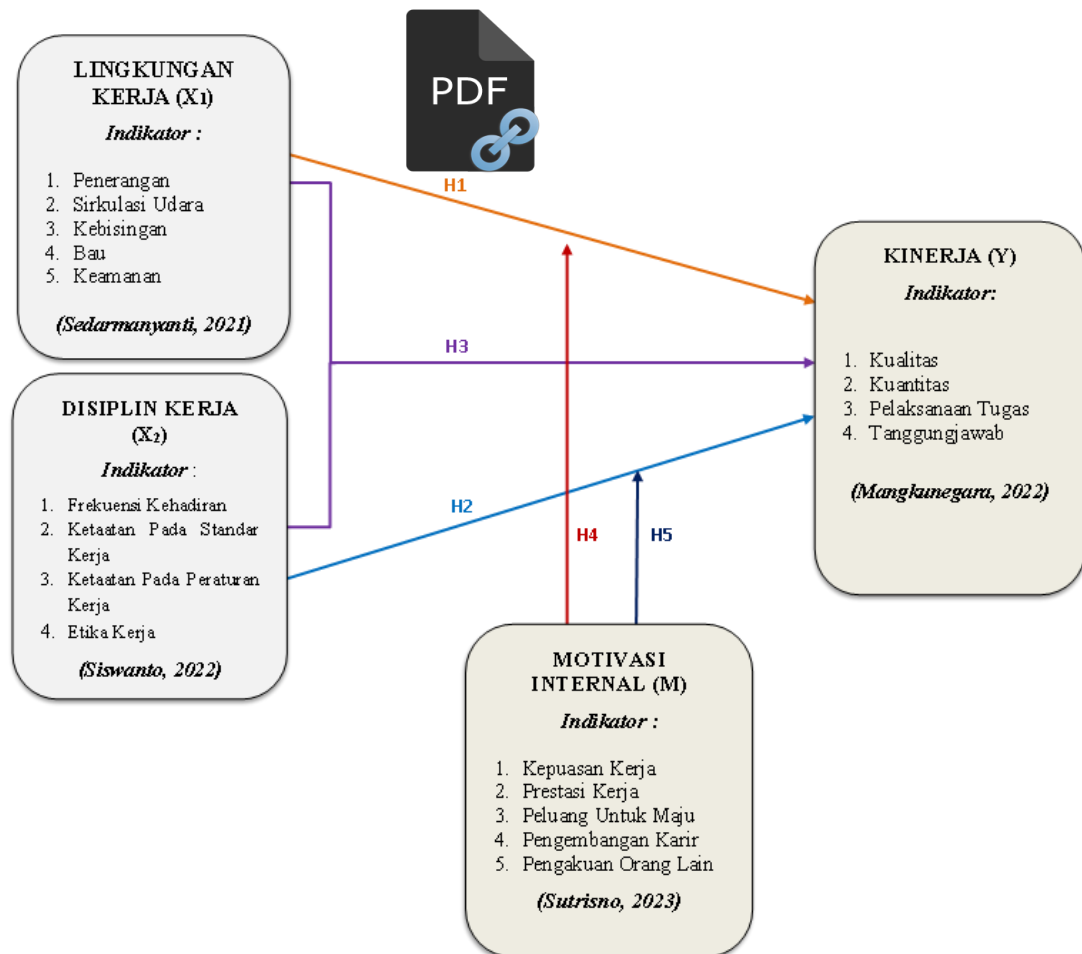 PDF
LINGKUNGAN
KERJA (X1)
Indikator :
1. Penerangan
2. Sirkulasi Udara
3. Kebisingan
4. Bau
5. Keamanan
(Sedarmanyanti, 2021)
DISIPLIN KERJA
(X₂)
Indikator :
1. Frekuensi Kehadiran
2. Ketaatan Pada Standar
Kerja
3. Ketaatan Pada Peraturan
Kerja
4. Etika Kerja
(Siswanto, 2022)
H1
H3
H2
H4
H5
KINERJA (Y)
Indikator:
1. Kualitas
2. Kuantitas
3. Pelaksanaan Tugas
4. Tanggungjawab
(Mangkunegara, 2022)
MOTIVASI
INTERNAL (M)
Indikator :
1. Kepuasan Kerja
2. Prestasi Kerja
3. Peluang Untuk Maju
4. Pengembangan Karir
5. Pengakuan Orang Lain
(Sutrisno, 2023)